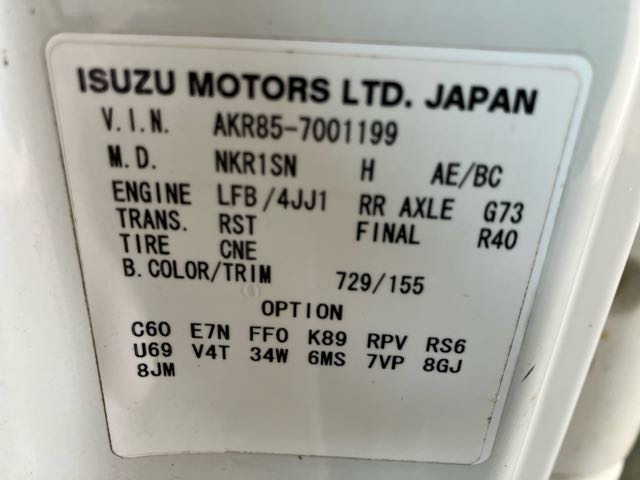 ISUZU MOTORS LTD. JAPAN
V.I.N. AKR85-7001199
M.D. NKR1SN H AE/BC
ENGINE LFB/4JJ1 RR AXLE G73
TRANS. RST FINAL R40
TIRE CNE
B.COLOR/TRIM 729/155
OPTION
C60 E7N FF0 K89 RPV RS6
U69 V4T 34W 6MS 7VP 8GJ
8JM